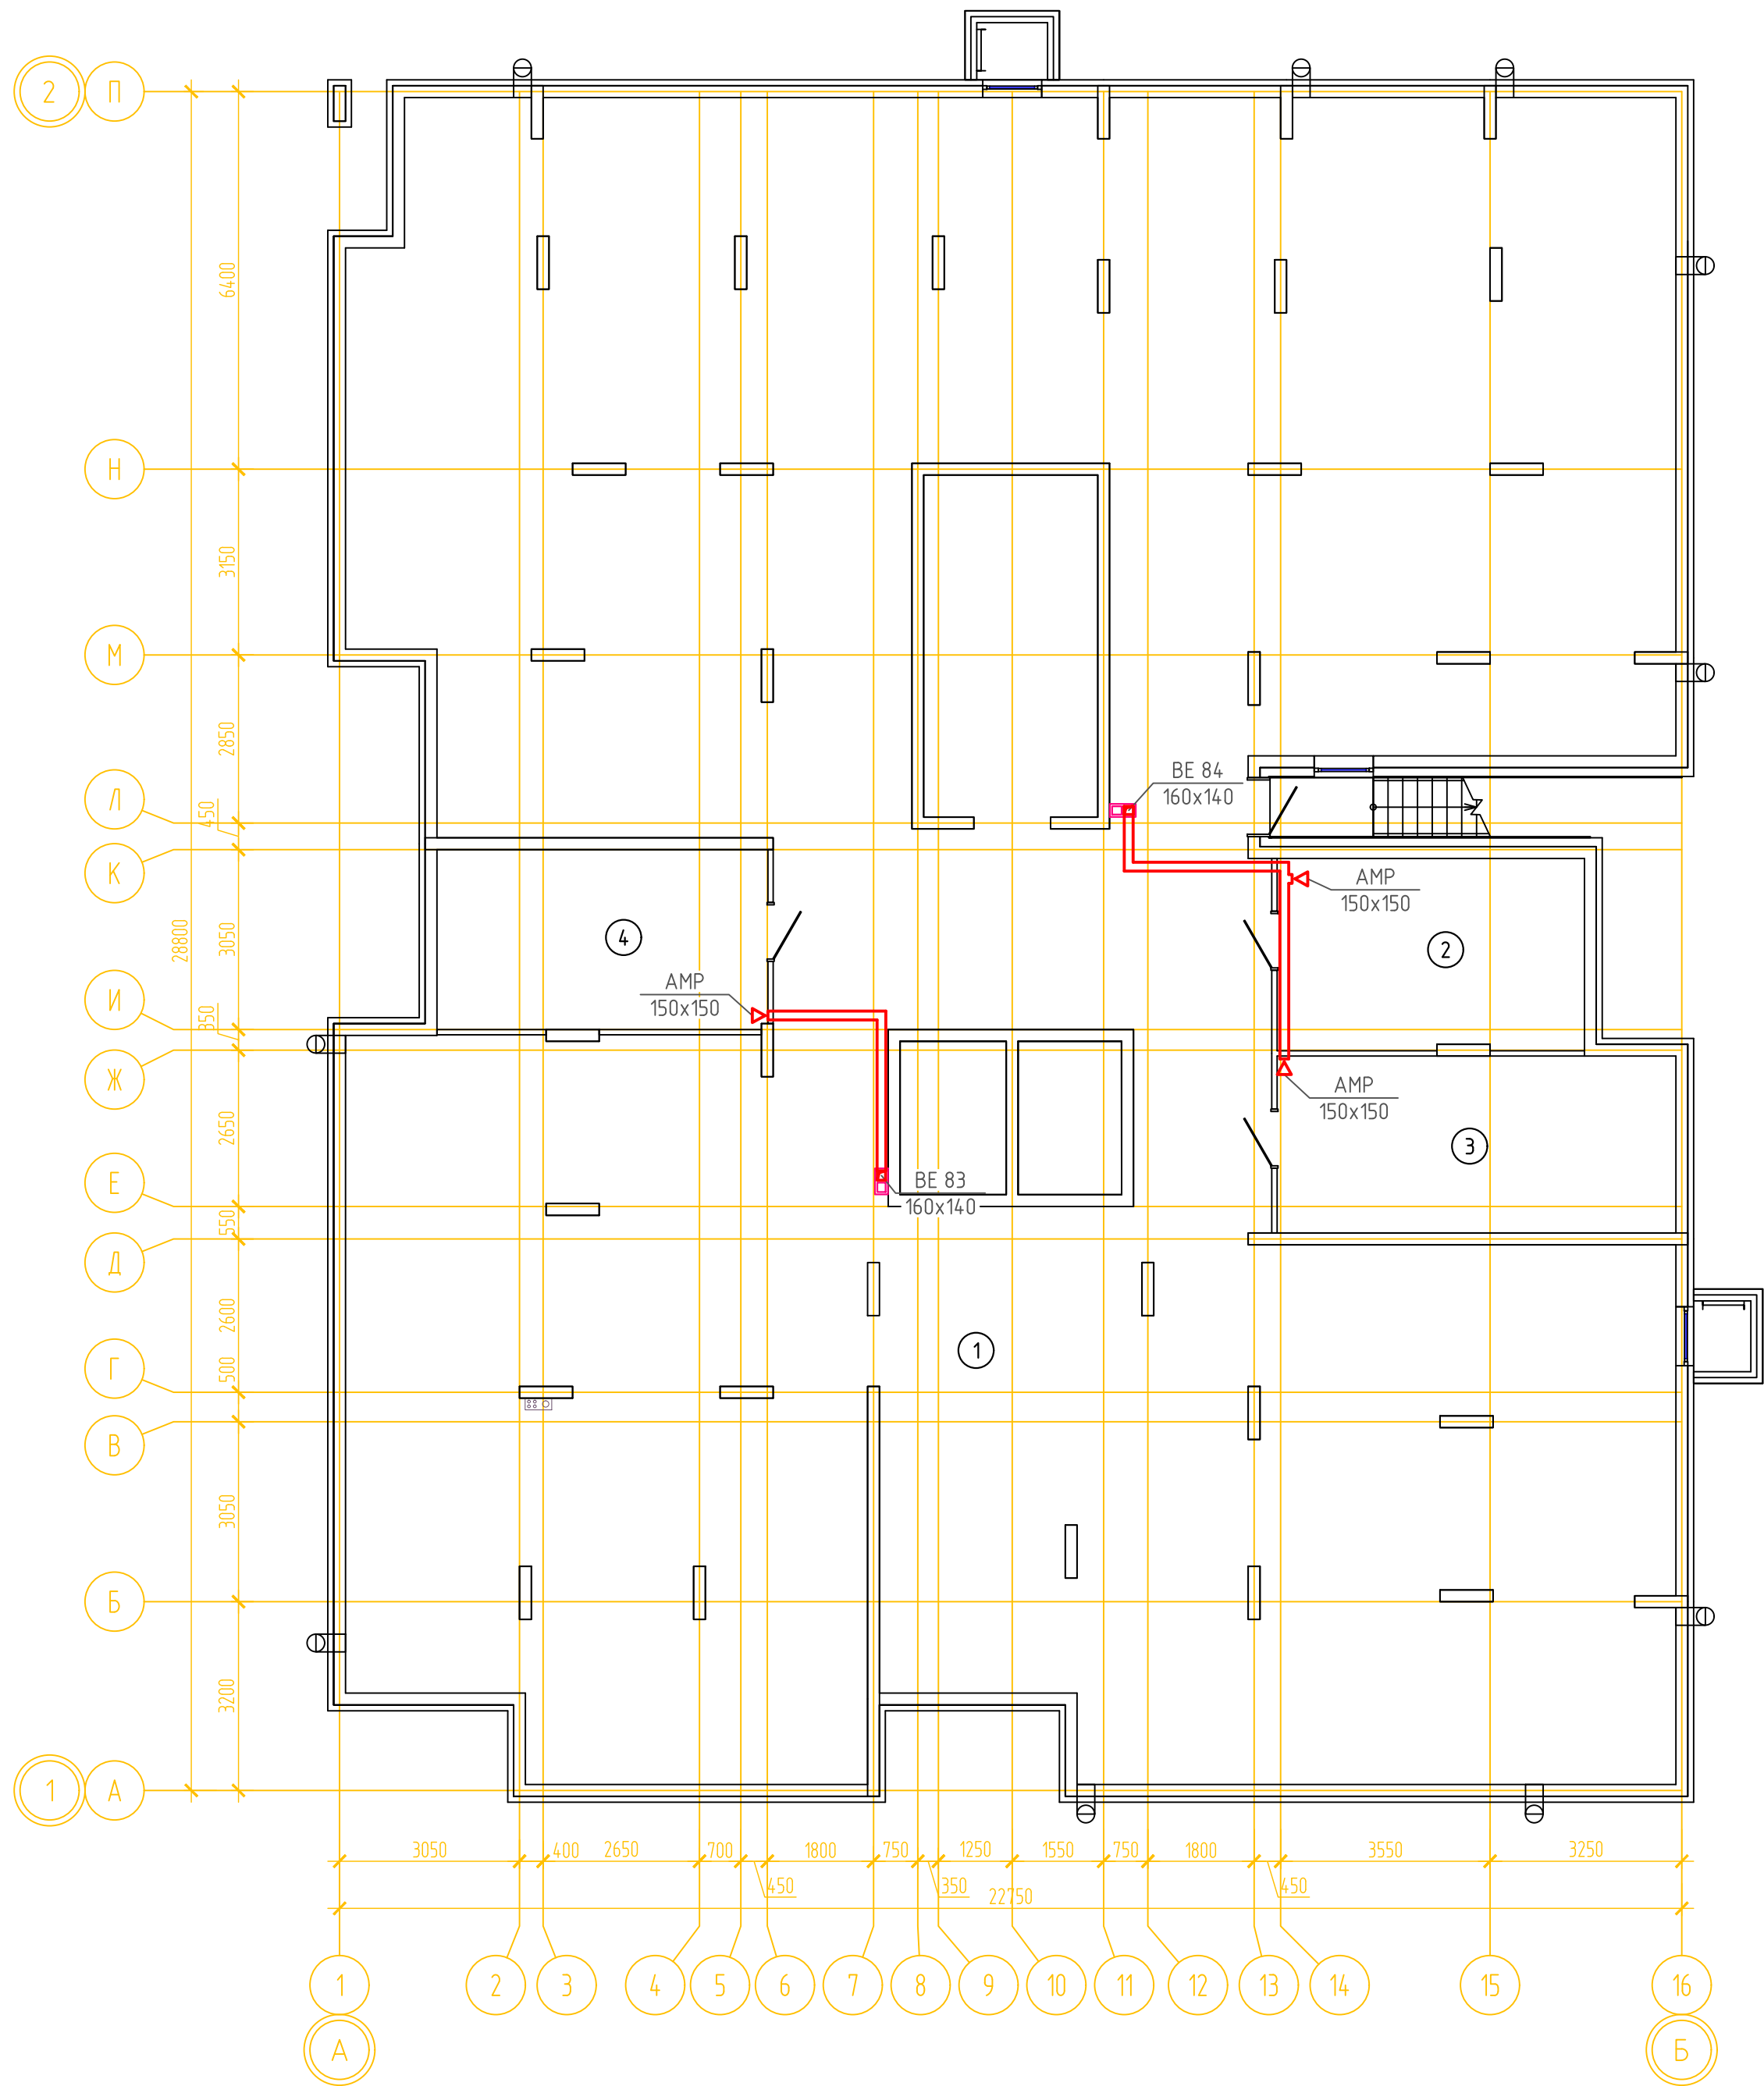 2 П
6400
Н
3150
М
2850
ВЕ 84
160х140
Л
450
К
АМР
150х150
28800
3050
4
2
АМР
150х150
И
350
Ж
АМР
150х150
2650
3
Е
ВЕ 83
160х140
550
Д
2600
1
Г
500
В
3050
Б
3200
1 А
3050 400 2650 700 1800 750 1250 1550 750 1800 3550 3250
450 350 450
22750
1 2 3 4 5 6 7 8 9 10 11 12 13 14 15 16
А Б